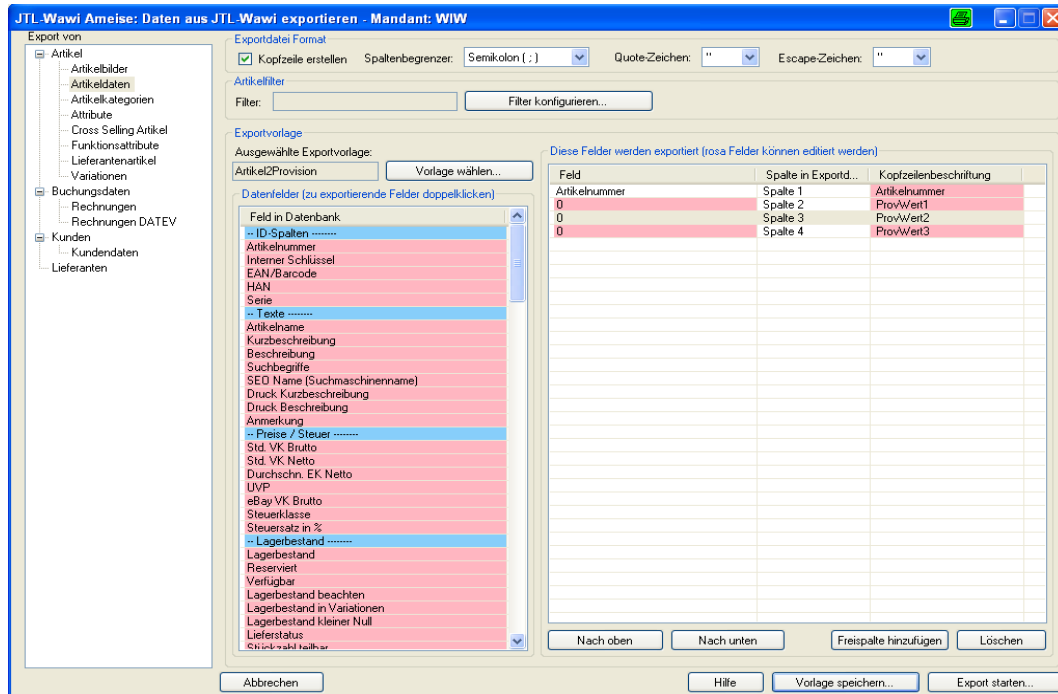 JTL-Wawi Ameise: Daten aus JTL-Wawi exportieren - Mandant: WIW
Export von
Artikel
Artikelbilder
Artikeldaten
Artikelkategorien
Attribute
Cross Selling Artikel
Funktionsattribute
Lieferantenartikel
Variationen
Buchungsdaten
Rechnungen
Rechnungen DATEV
Kunden
Kundendaten
Lieferanten
Exportdatei Format
Kopfzeile erstellen Spaltenbegrenzer: Semikolon ( ; ) Quote-Zeichen: " Escape-Zeichen: "
Artikelfilter
Filter: Filter konfigurieren...
Exportvorlage
Ausgewählte Exportvorlage:
Artikel2Provision Vorlage wählen...
Datenfelder (zu exportierende Felder doppelklicken)
Feld in Datenbank
-- ID-Spalten --------
Artikelnummer
Interner Schlüssel
EAN/Barcode
HAN
Serie
-- Texte --------
Artikelname
Kurzbeschreibung
Beschreibung
Suchbegriffe
SEO Name (Suchmaschinenname)
Druck Kurzbeschreibung
Druck Beschreibung
Anmerkung
-- Preise / Steuer --------
Std. VK Brutto
Std. VK Netto
Durchschn. EK Netto
UVP
eBay VK Brutto
Steuerklasse
Steuersatz in %
-- Lagerbestand --------
Lagerbestand
Reserviert
Verfügbar
Lagerbestand beachten
Lagerbestand in Variationen
Lagerbestand kleiner Null
Lieferstatus
Stückzahl teilbar
Diese Felder werden exportiert (rosa Felder können editiert werden)
Feld Spalte in Exportd... Kopfzeilenbeschriftung
Artikelnummer Spalte 1 Artikelnummer
0 Spalte 2 ProvWert1
0 Spalte 3 ProvWert2
0 Spalte 4 ProvWert3
Nach oben Nach unten Freispalte hinzufügen Löschen
Abbrechen Hilfe Vorlage speichern... Export starten...